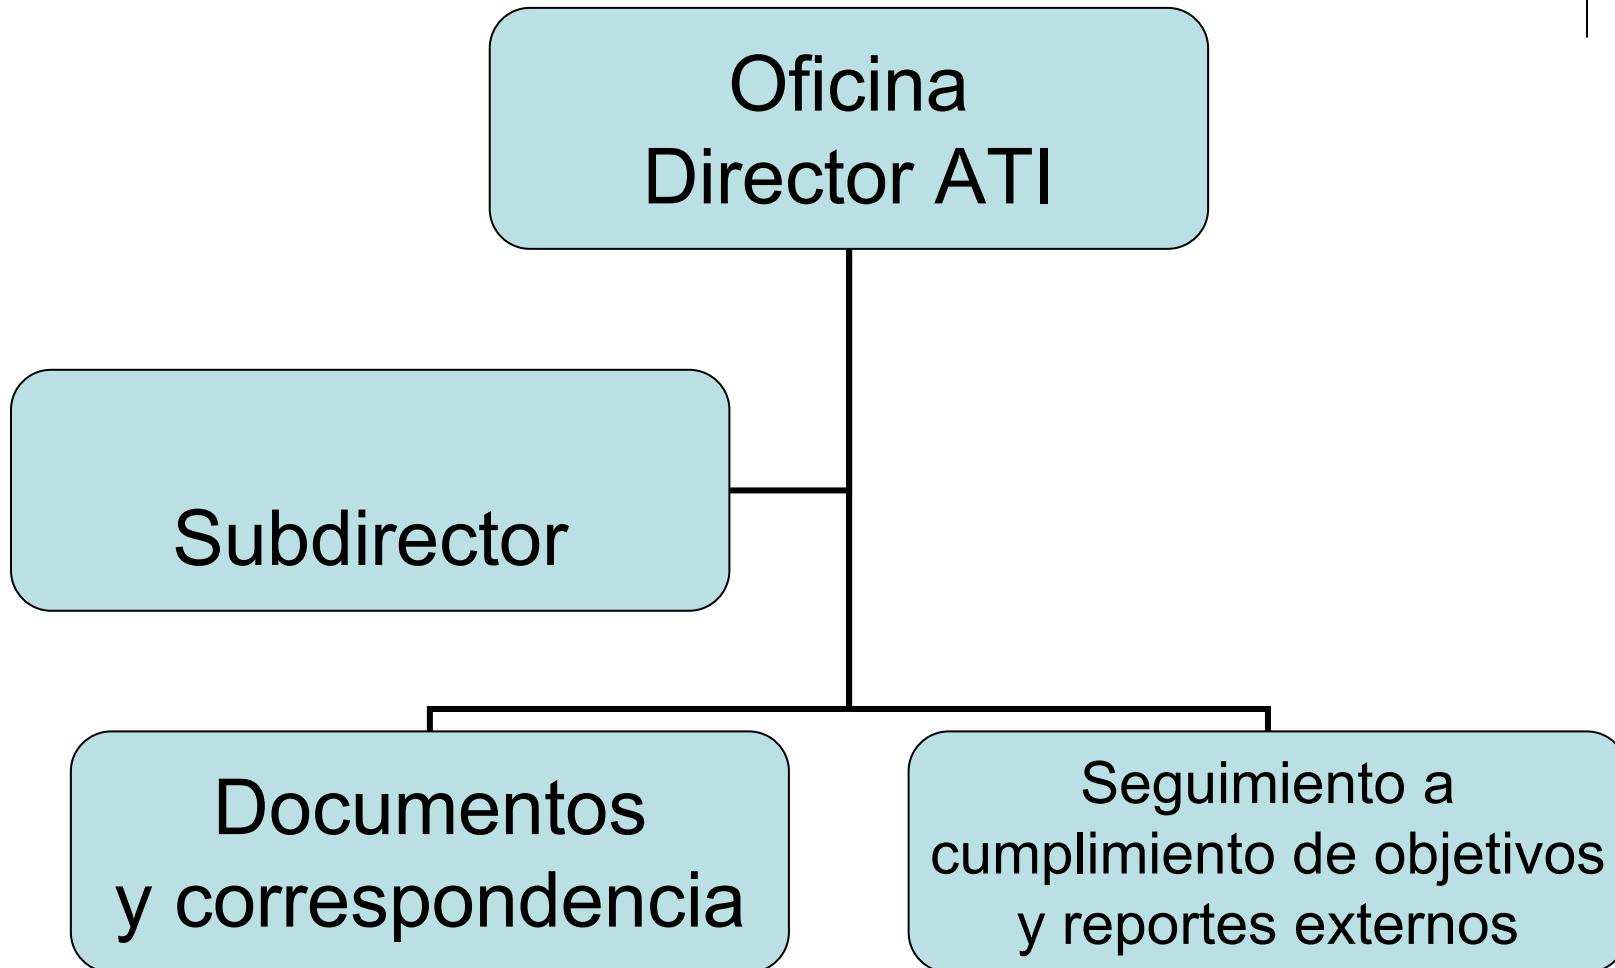 Oficina
Director ATI
Subdirector
Documentos
y correspondencia
Seguimiento a
cumplimiento de objetivos
y reportes externos